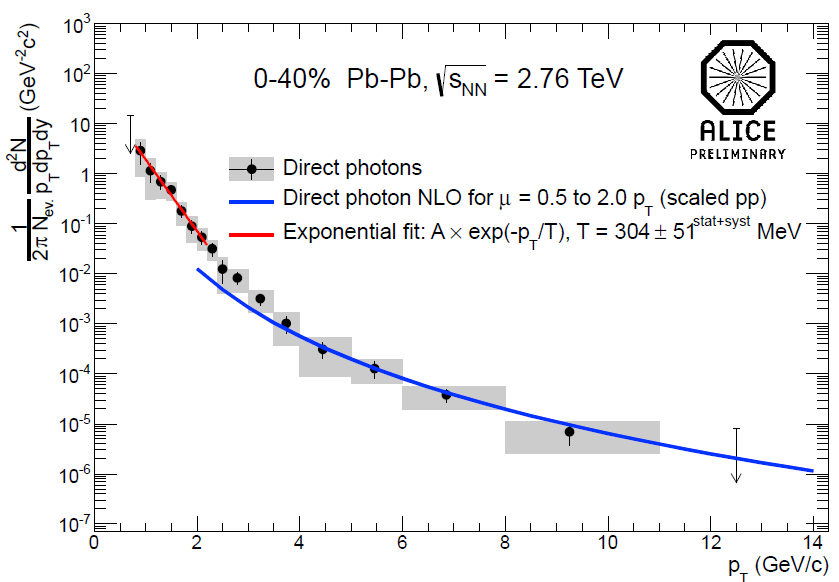 10³
10²
10
1
10⁻¹
10⁻²
10⁻³
10⁻⁴
10⁻⁵
10⁻⁶
10⁻⁷
1/(2π N_ev.) d²N/(p_T dp_T dy) (GeV⁻²c²)
0-40% Pb-Pb, √s_NN = 2.76 TeV
ALICE
PRELIMINARY
Direct photons
Direct photon NLO for μ = 0.5 to 2.0 p_T (scaled pp)
Exponential fit: A × exp(-p_T/T), T = 304 ± 51^stat+syst MeV
0 2 4 6 8 10 12 14
p_T (GeV/c)